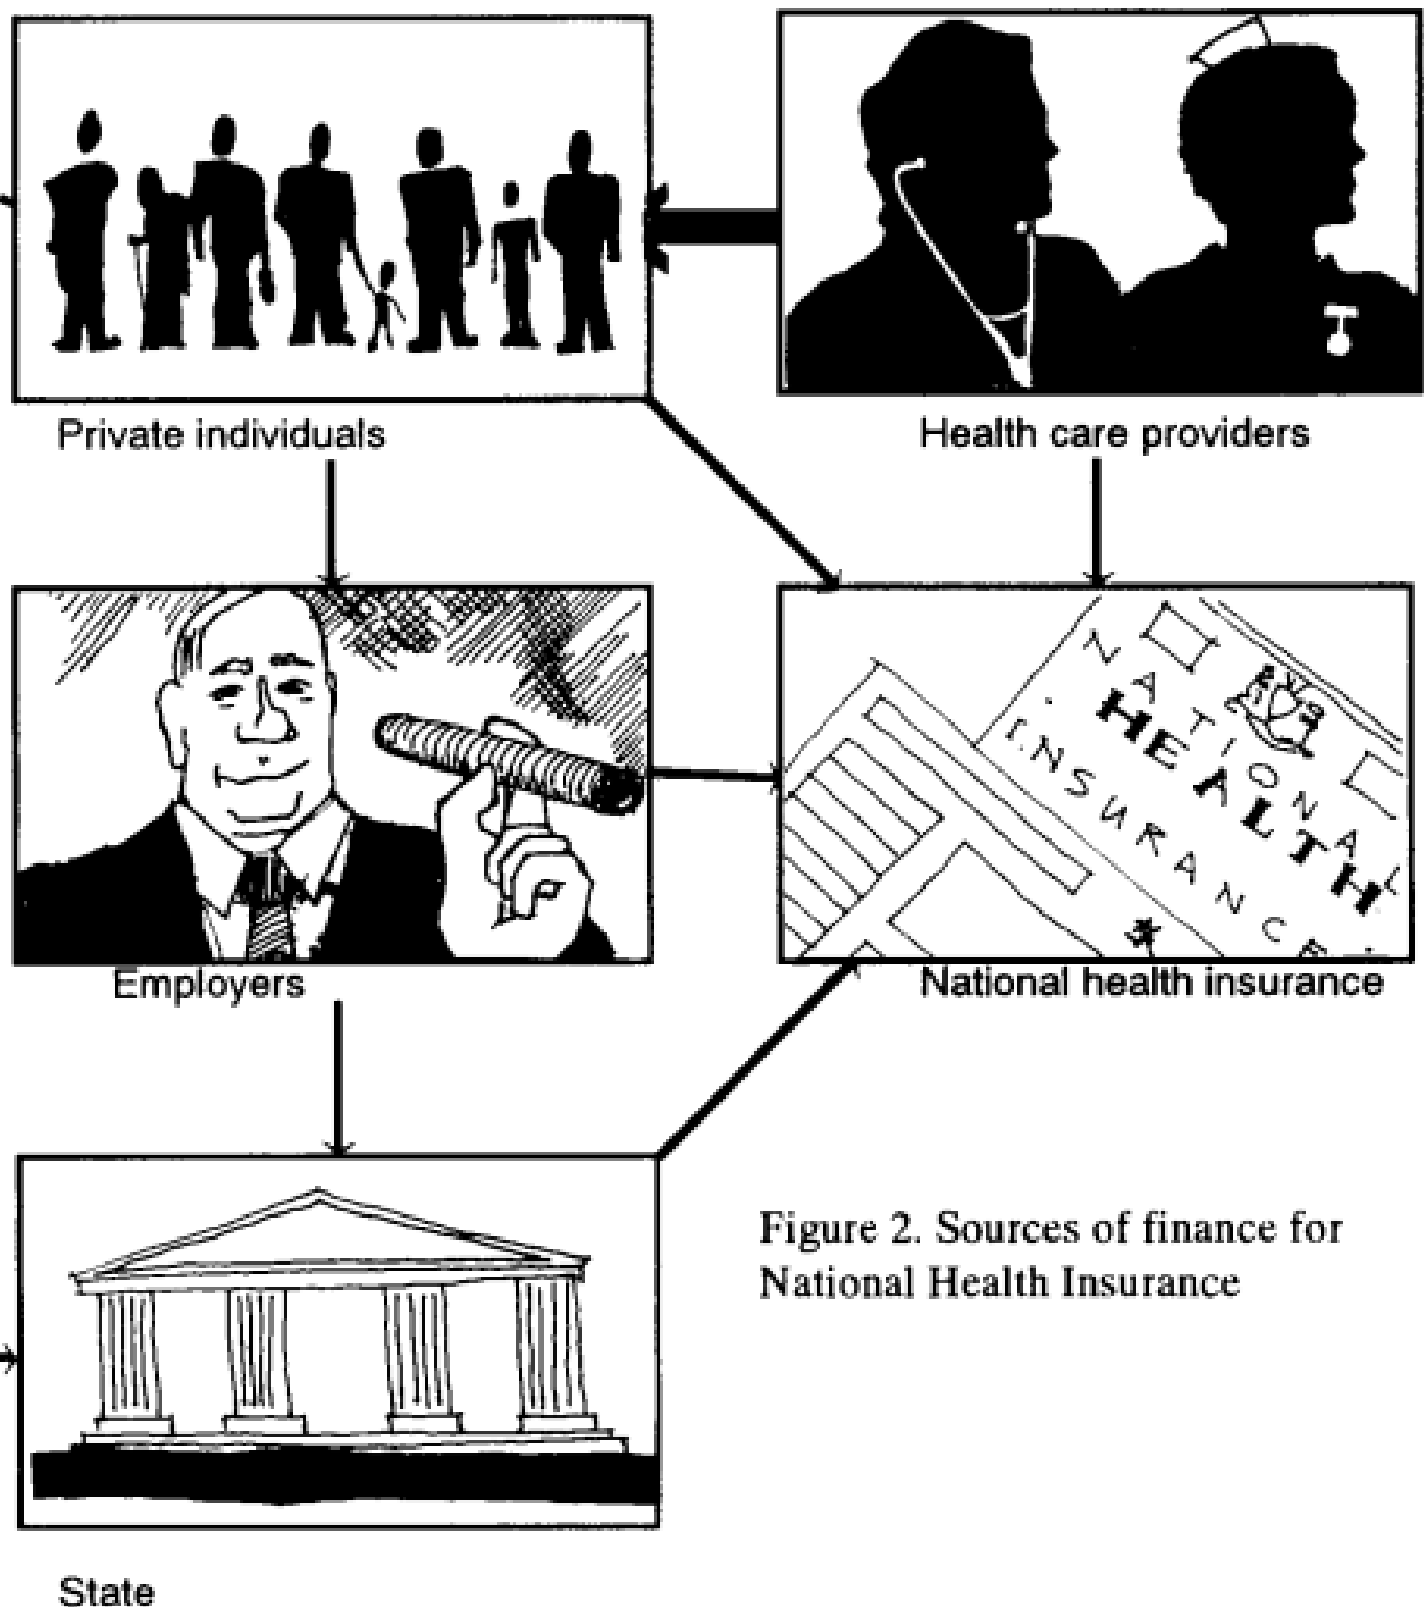 Private individuals
Health care providers
NATIONAL
HEALTH
INSURANCE
Employers
National health insurance
Figure 2. Sources of finance for
National Health Insurance
State